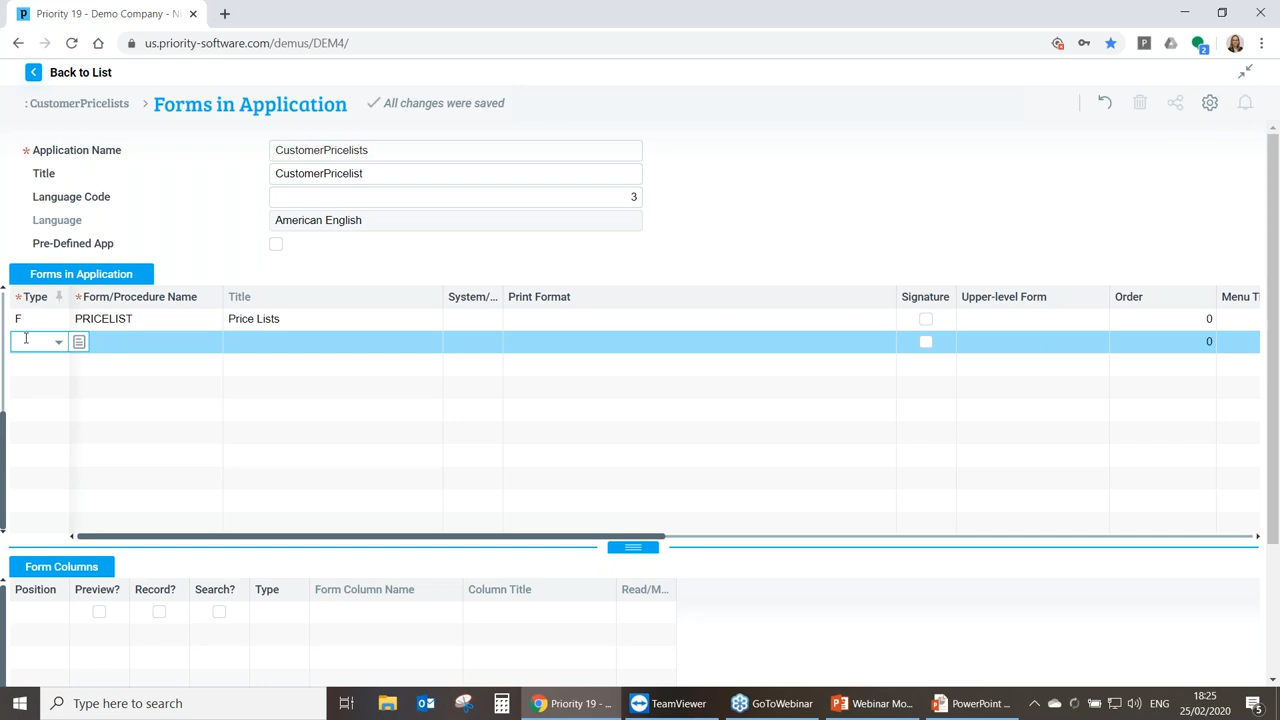 Priority 19 - Demo Company - N
us.priority-software.com/demus/DEM4/
2
Back to List
: CustomerPricelists > Forms in Application All changes were saved
* Application Name CustomerPricelists
Title CustomerPricelist
Language Code 3
Language American English
Pre-Defined App
Forms in Application
*Type *Form/Procedure Name Title System/... Print Format Signature Upper-level Form Order Menu Ti
F PRICELIST Price Lists 0
0
Form Columns
Position Preview? Record? Search? Type Form Column Name Column Title Read/M...
Type here to search
Priority 19 - ...
TeamViewer
GoToWebinar
Webinar Mo...
PowerPoint ...
ENG
18:25
25/02/2020
5